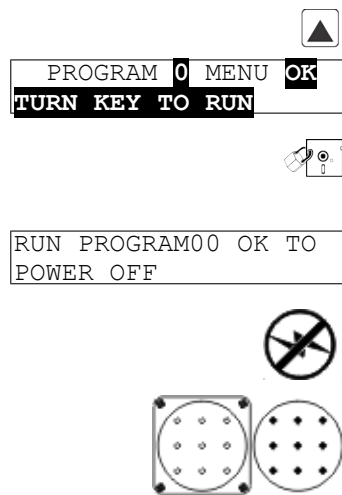 PROGRAM 0 MENU OK
TURN KEY TO RUN
RUN PROGRAM00 OK TO
POWER OFF